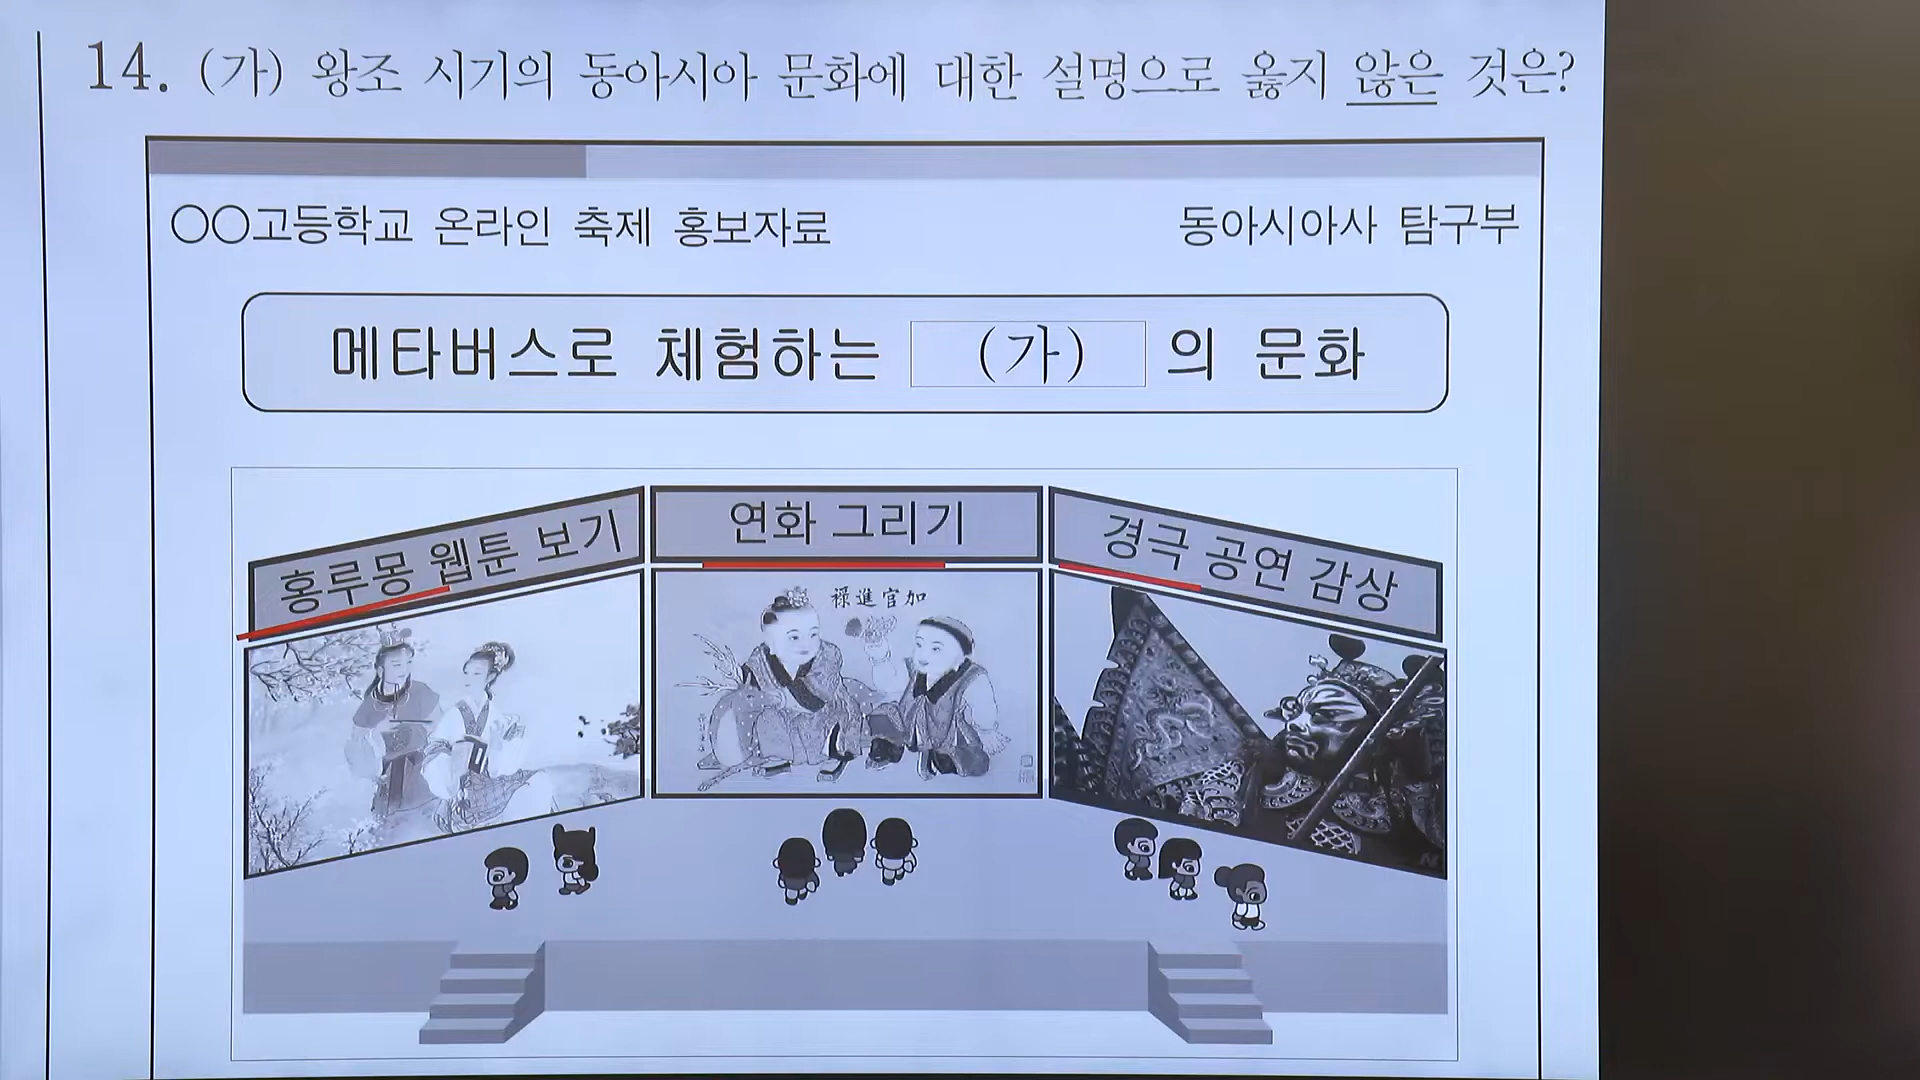 14. (가) 왕조 시기의 동아시아 문화에 대한 설명으로 옳지 않은 것은?
○○고등학교 온라인 축제 홍보자료
동아시아사 탐구부
메타버스로 체험하는 (가) 의 문화
홍루몽 웹툰 보기
연화 그리기
경극 공연 감상
祿進官加